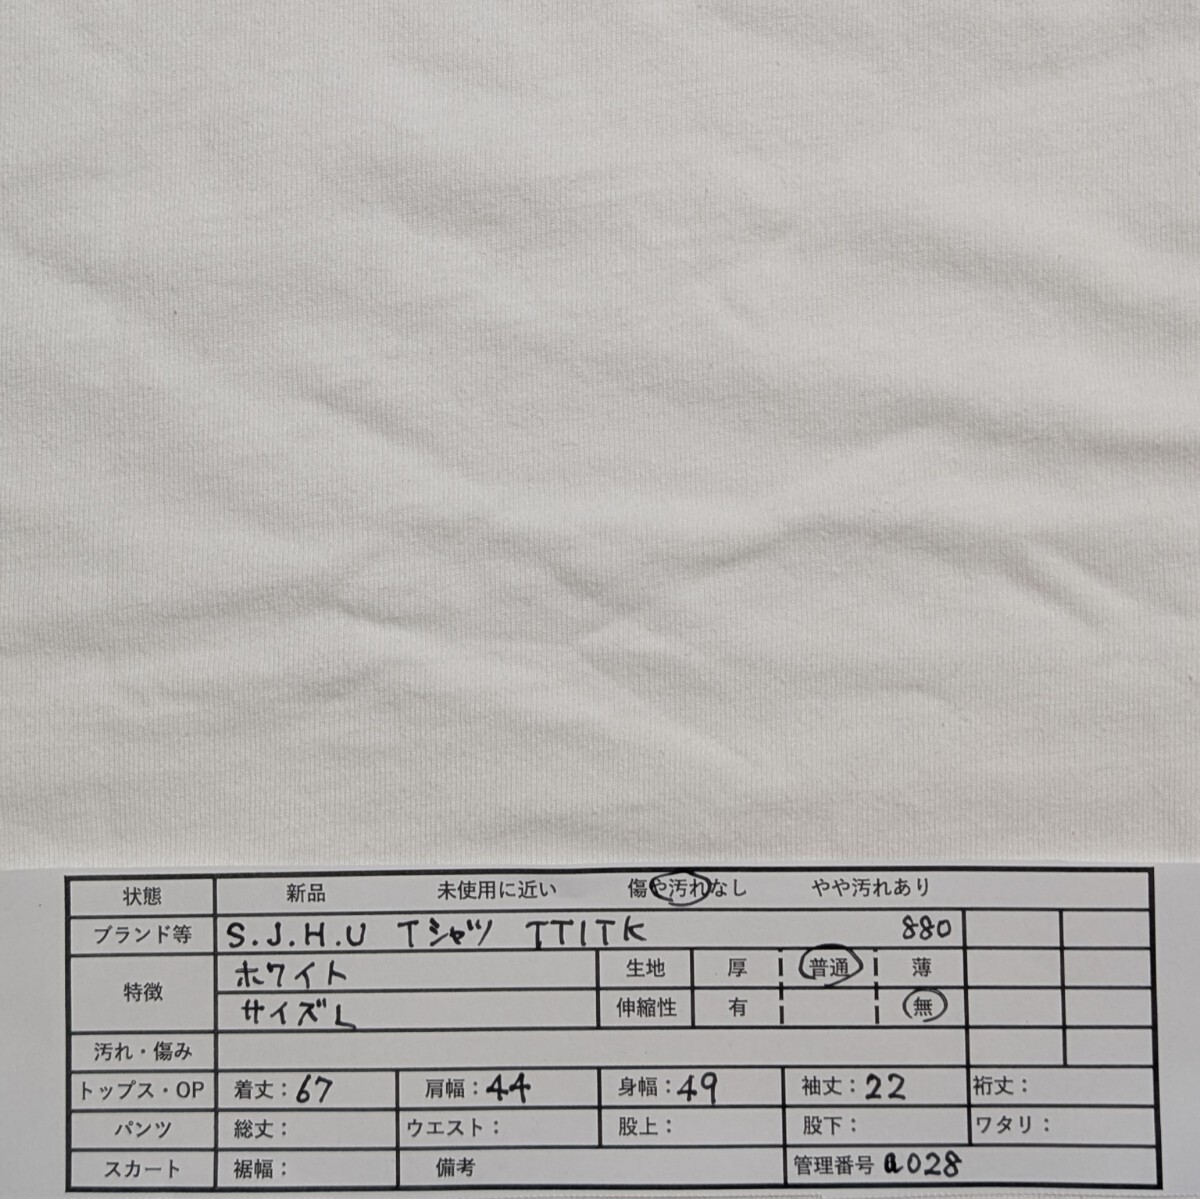 状態 新品 未使用に近い 傷や汚れなし やや汚れあり
ブランド等 S.J.H.U Tシャツ TTITK 880
特徴 ホワイト 生地 厚 普通 薄
サイズL 伸縮性 有 無
汚れ・傷み
トップス・OP 着丈：67 肩幅：44 身幅：49 袖丈：22 裄丈：
パンツ 総丈： ウエスト： 股上： 股下： ワタリ：
スカート 裾幅： 備考 管理番号 a028